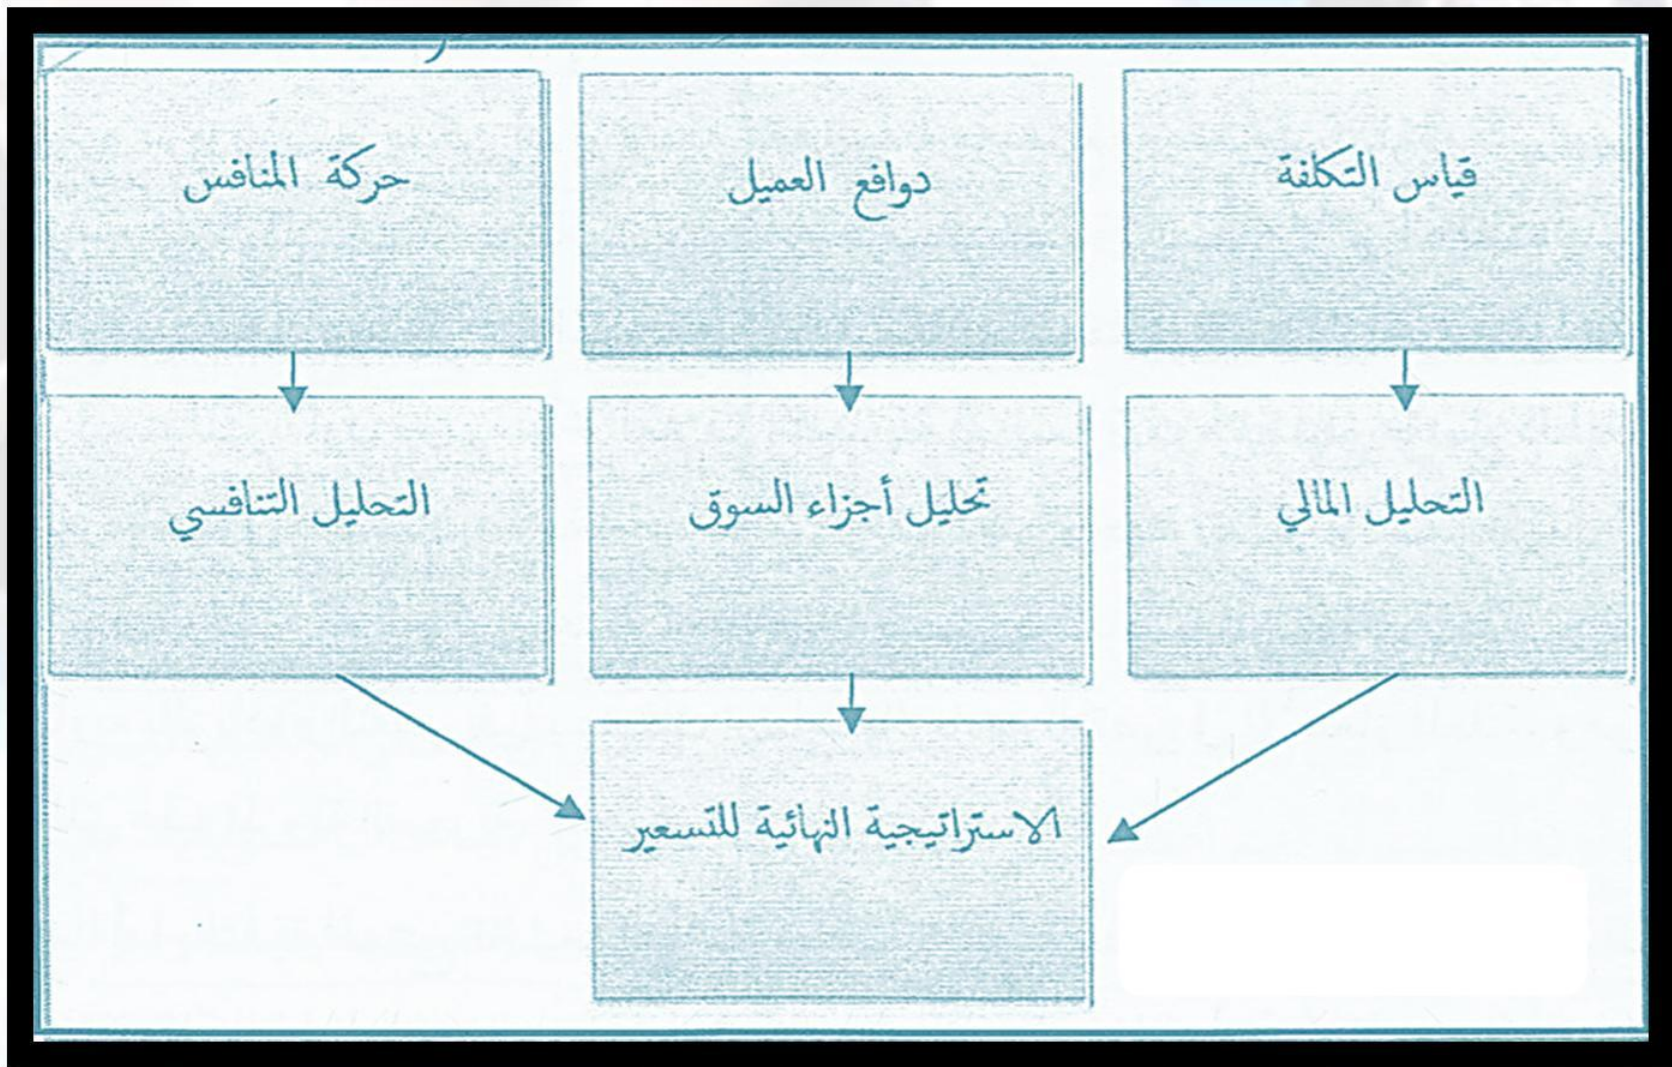 قياس التكلفة
دوافع العميل
حركة المنافس
التحليل المالي
تحليل أجزاء السوق
التحليل التنافسي
الاستراتيجية النهائية للتسعير